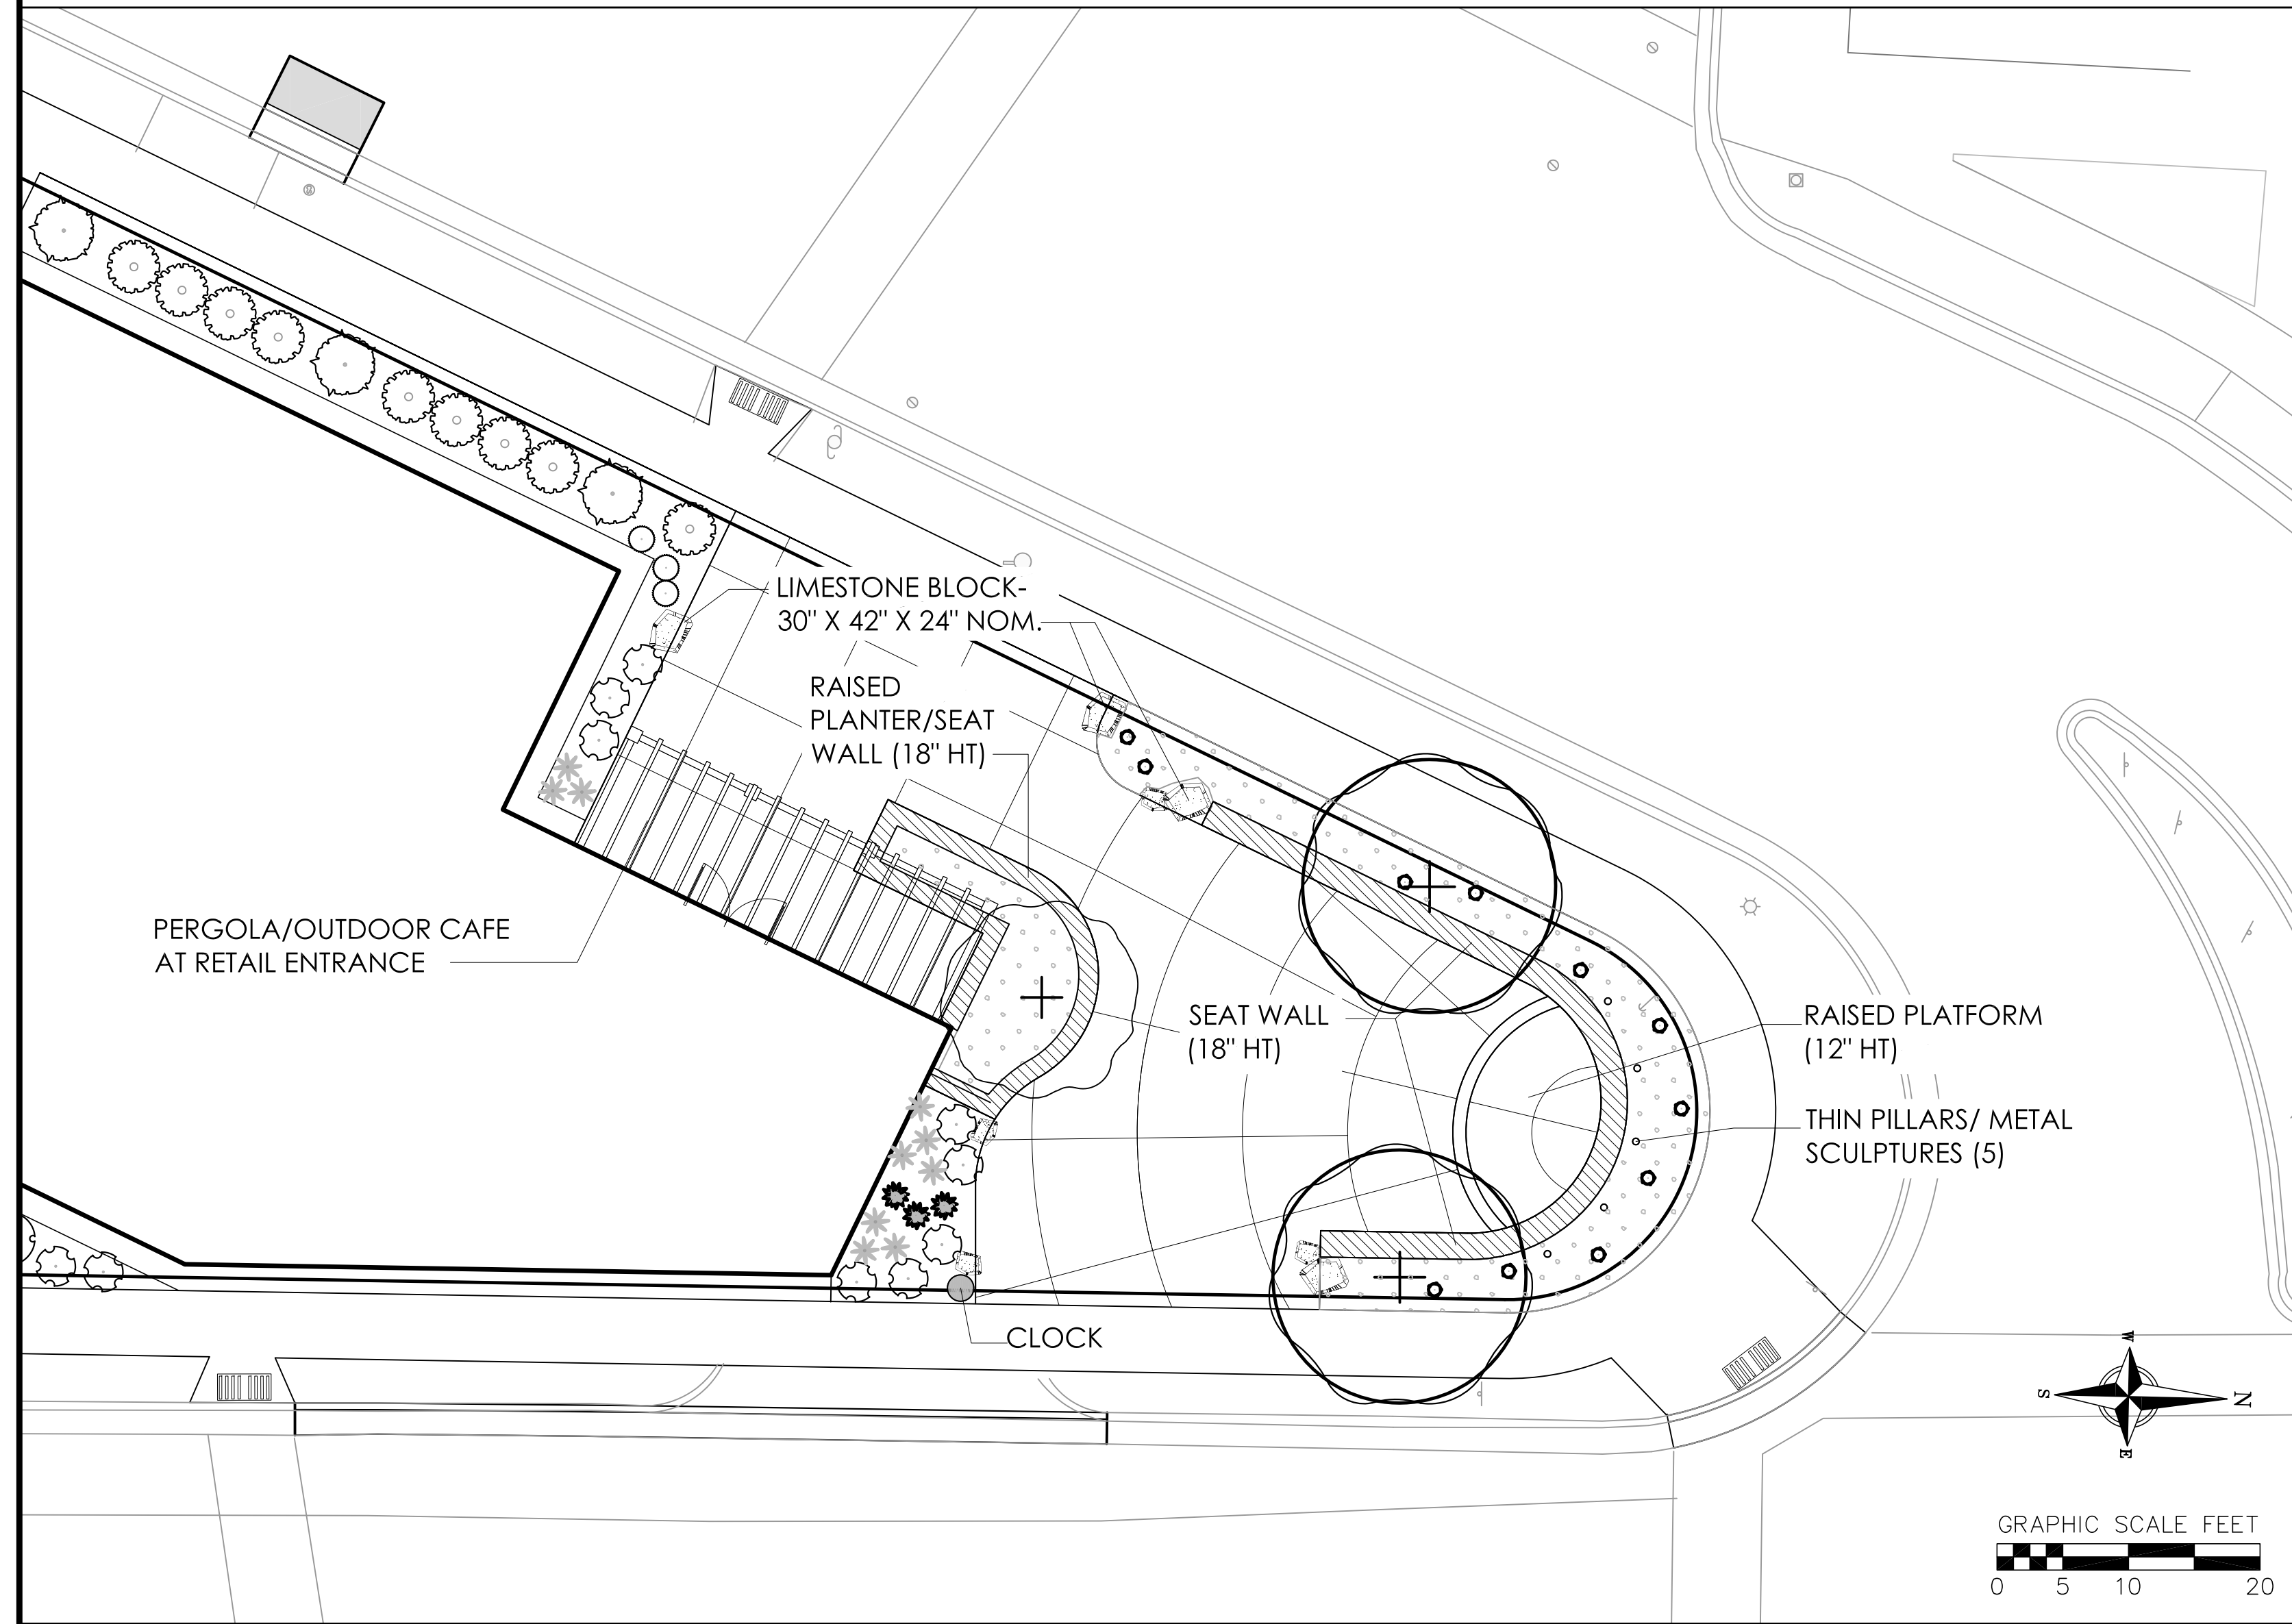 LIMESTONE BLOCK-
30" X 42" X 24" NOM.
RAISED
PLANTER/SEAT
WALL (18" HT)
PERGOLA/OUTDOOR CAFE
AT RETAIL ENTRANCE
SEAT WALL
(18" HT)
RAISED PLATFORM
(12" HT)
THIN PILLARS/ METAL
SCULPTURES (5)
CLOCK
W
S
N
E
GRAPHIC SCALE FEET
0 5 10 20